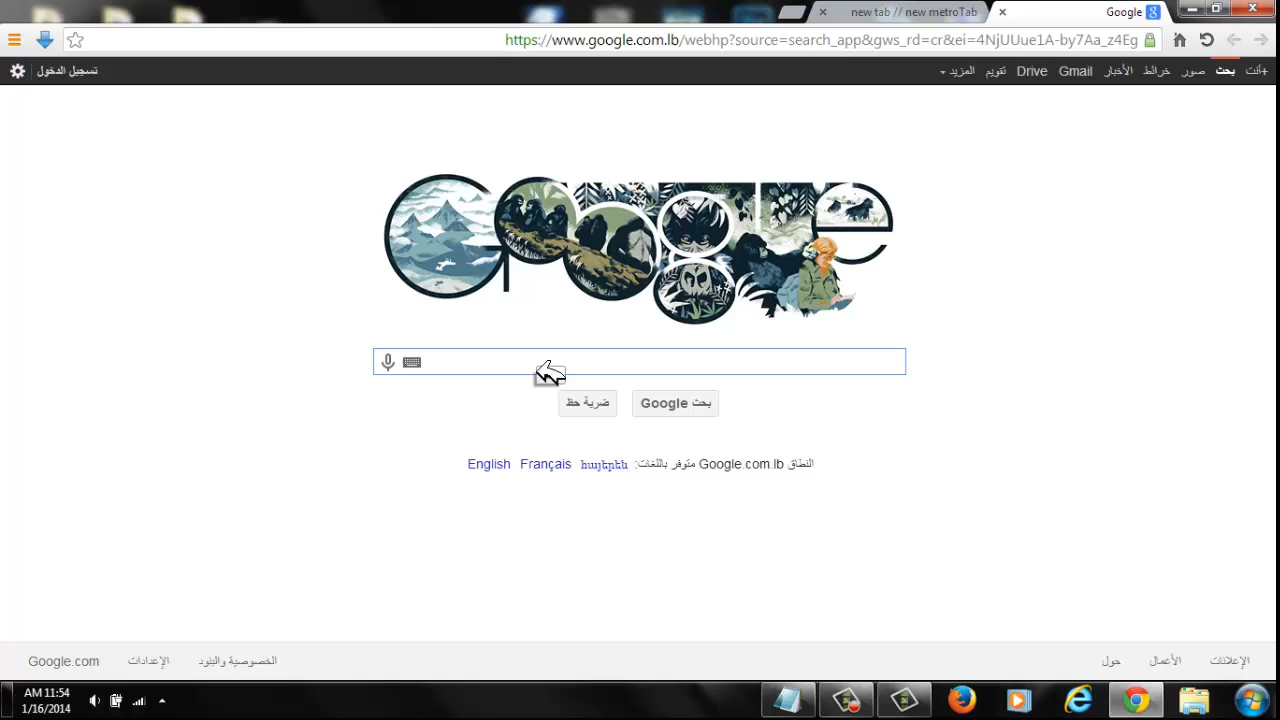 new tab // new metroTab
Google
https://www.google.com.lb/webhp?source=search_app&gws_rd=cr&ei=4NjUUue1A-by7Aa_z4Eg
+أنت بحث صور خرائط الأخبار Gmail Drive تقويم المزيد
تسجيل الدخول
بحث Google
ضربة حظ
النطاق Google.com.lb متوفر باللغات: հայերեն Français English
الإعلانات الأعمال حول
الخصوصية والبنود الإعدادات Google.com
AM 11:54
1/16/2014